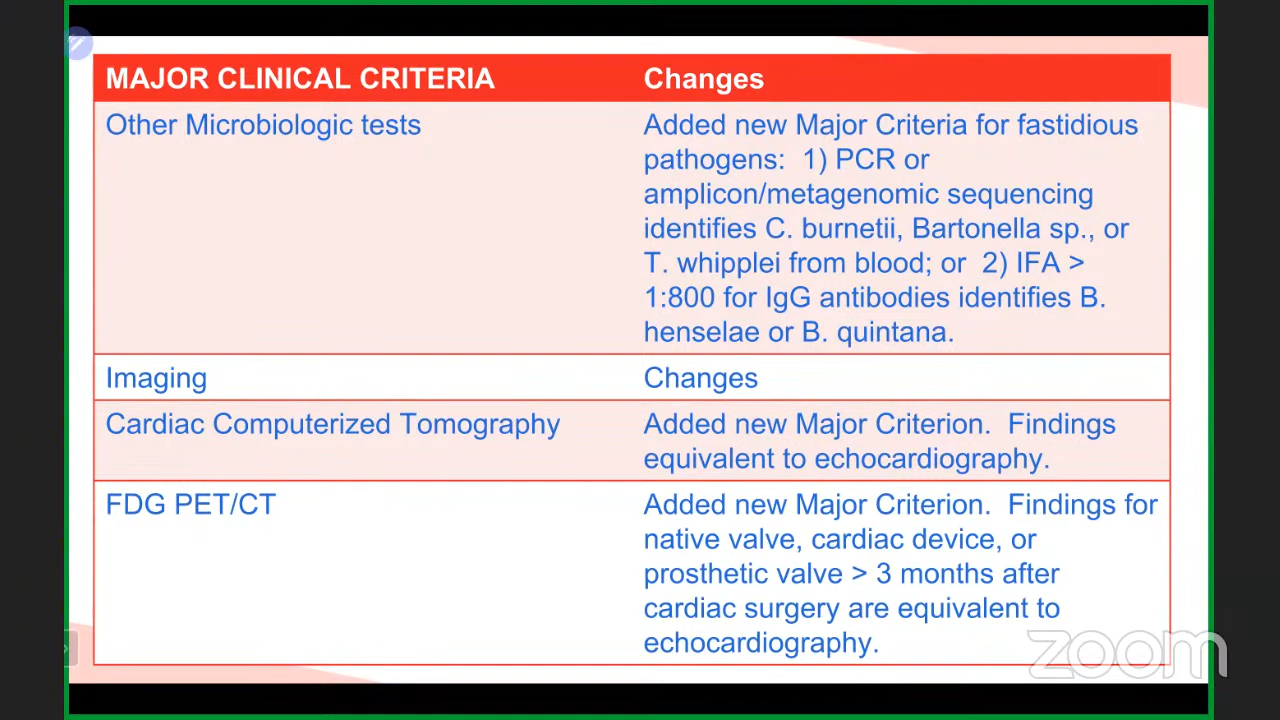 MAJOR CLINICAL CRITERIA
Changes
Other Microbiologic tests
Added new Major Criteria for fastidious
pathogens:  1) PCR or
amplicon/metagenomic sequencing
identifies C. burnetii, Bartonella sp., or
T. whipplei from blood; or  2) IFA >
1:800 for IgG antibodies identifies B.
henselae or B. quintana.
Imaging
Changes
Cardiac Computerized Tomography
Added new Major Criterion.  Findings
equivalent to echocardiography.
FDG PET/CT
Added new Major Criterion.  Findings for
native valve, cardiac device, or
prosthetic valve > 3 months after
cardiac surgery are equivalent to
echocardiography.
zoom